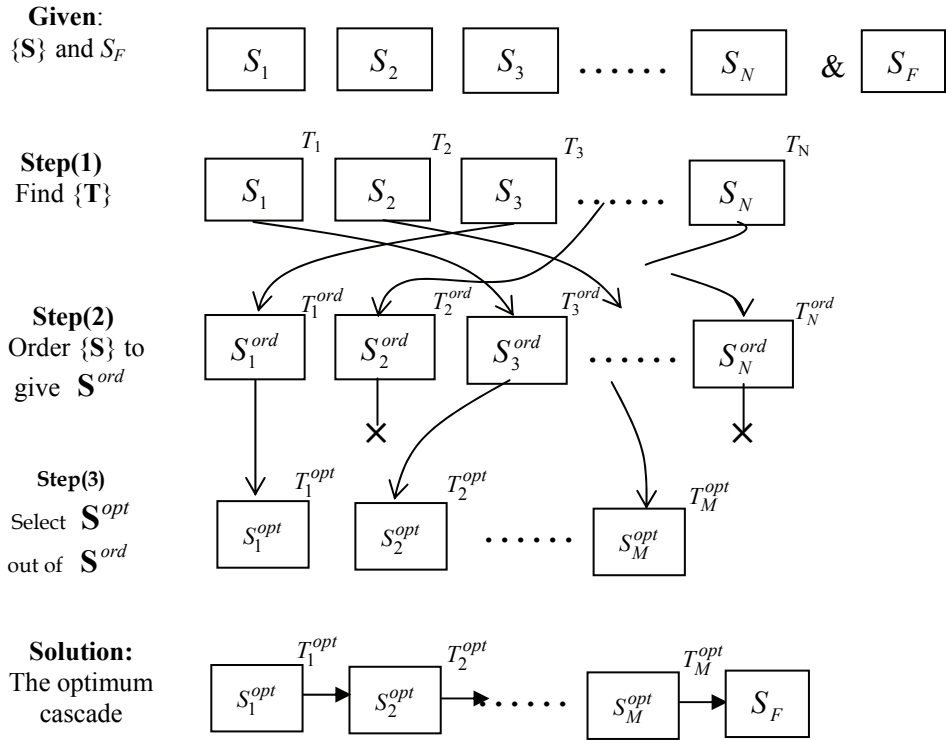 Given:
{S} and S_F
S_1 S_2 S_3 ...... S_N & S_F
Step(1)
Find {T}
T_1 T_2 T_3 T_N
S_1 S_2 S_3 ...... S_N
Step(2)
Order {S} to
give S^ord
T_1^ord T_2^ord T_3^ord T_N^ord
S_1^ord S_2^ord S_3^ord ...... S_N^ord
Step(3)
Select S^opt
out of S^ord
T_1^opt T_2^opt T_M^opt
S_1^opt S_2^opt ...... S_M^opt
Solution:
The optimum
cascade
T_1^opt T_2^opt T_M^opt
S_1^opt S_2^opt ...... S_M^opt S_F